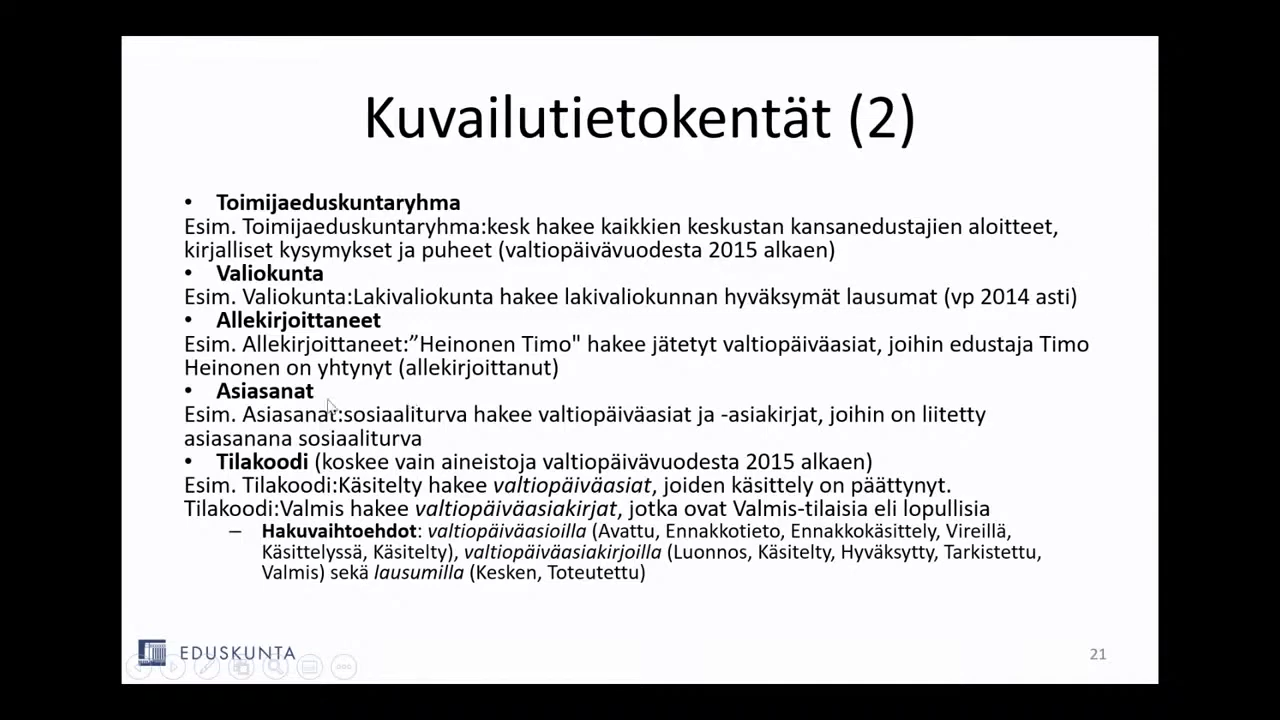 Kuvailutietokentät (2)
• Toimijaeduskuntaryhma
Esim. Toimijaeduskuntaryhma:kesk hakee kaikkien keskustan kansanedustajien aloitteet,
kirjalliset kysymykset ja puheet (valtiopäivävuodesta 2015 alkaen)
• Valiokunta
Esim. Valiokunta:Lakivaliokunta hakee lakivaliokunnan hyväksymät lausumat (vp 2014 asti)
• Allekirjoittaneet
Esim. Allekirjoittaneet:”Heinonen Timo" hakee jätetyt valtiopäiväasiat, joihin edustaja Timo
Heinonen on yhtynyt (allekirjoittanut)
• Asiasanat
Esim. Asiasanat:sosiaaliturva hakee valtiopäiväasiat ja -asiakirjat, joihin on liitetty
asiasanana sosiaaliturva
• Tilakoodi (koskee vain aineistoja valtiopäivävuodesta 2015 alkaen)
Esim. Tilakoodi:Käsitelty hakee valtiopäiväasiat, joiden käsittely on päättynyt.
Tilakoodi:Valmis hakee valtiopäiväasiakirjat, jotka ovat Valmis-tilaisia eli lopullisia
– Hakuvaihtoehdot: valtiopäiväasioilla (Avattu, Ennakkotieto, Ennakkokäsittely, Vireillä,
Käsittelyssä, Käsitelty), valtiopäiväasiakirjoilla (Luonnos, Käsitelty, Hyväksytty, Tarkistettu,
Valmis) sekä lausumilla (Kesken, Toteutettu)
EDUSKUNTA
21